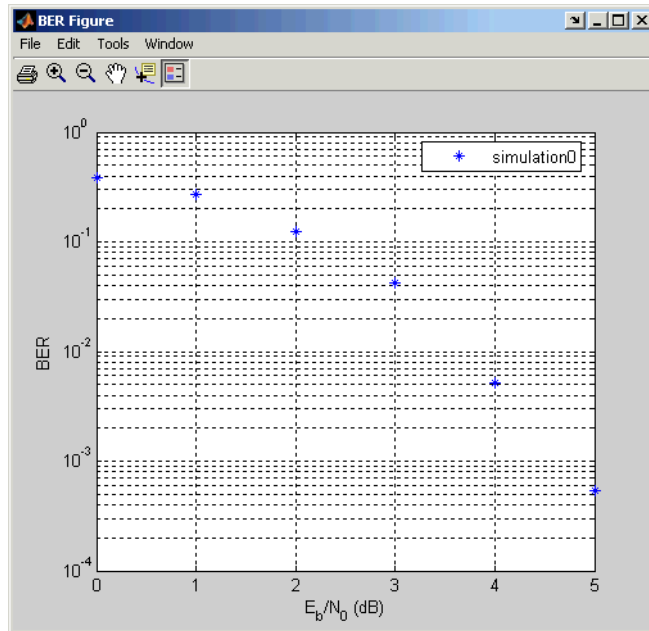 BER Figure
File Edit Tools Window
simulation0
BER
10^0
10^-1
10^-2
10^-3
10^-4
0 1 2 3 4 5
E_b/N_0 (dB)